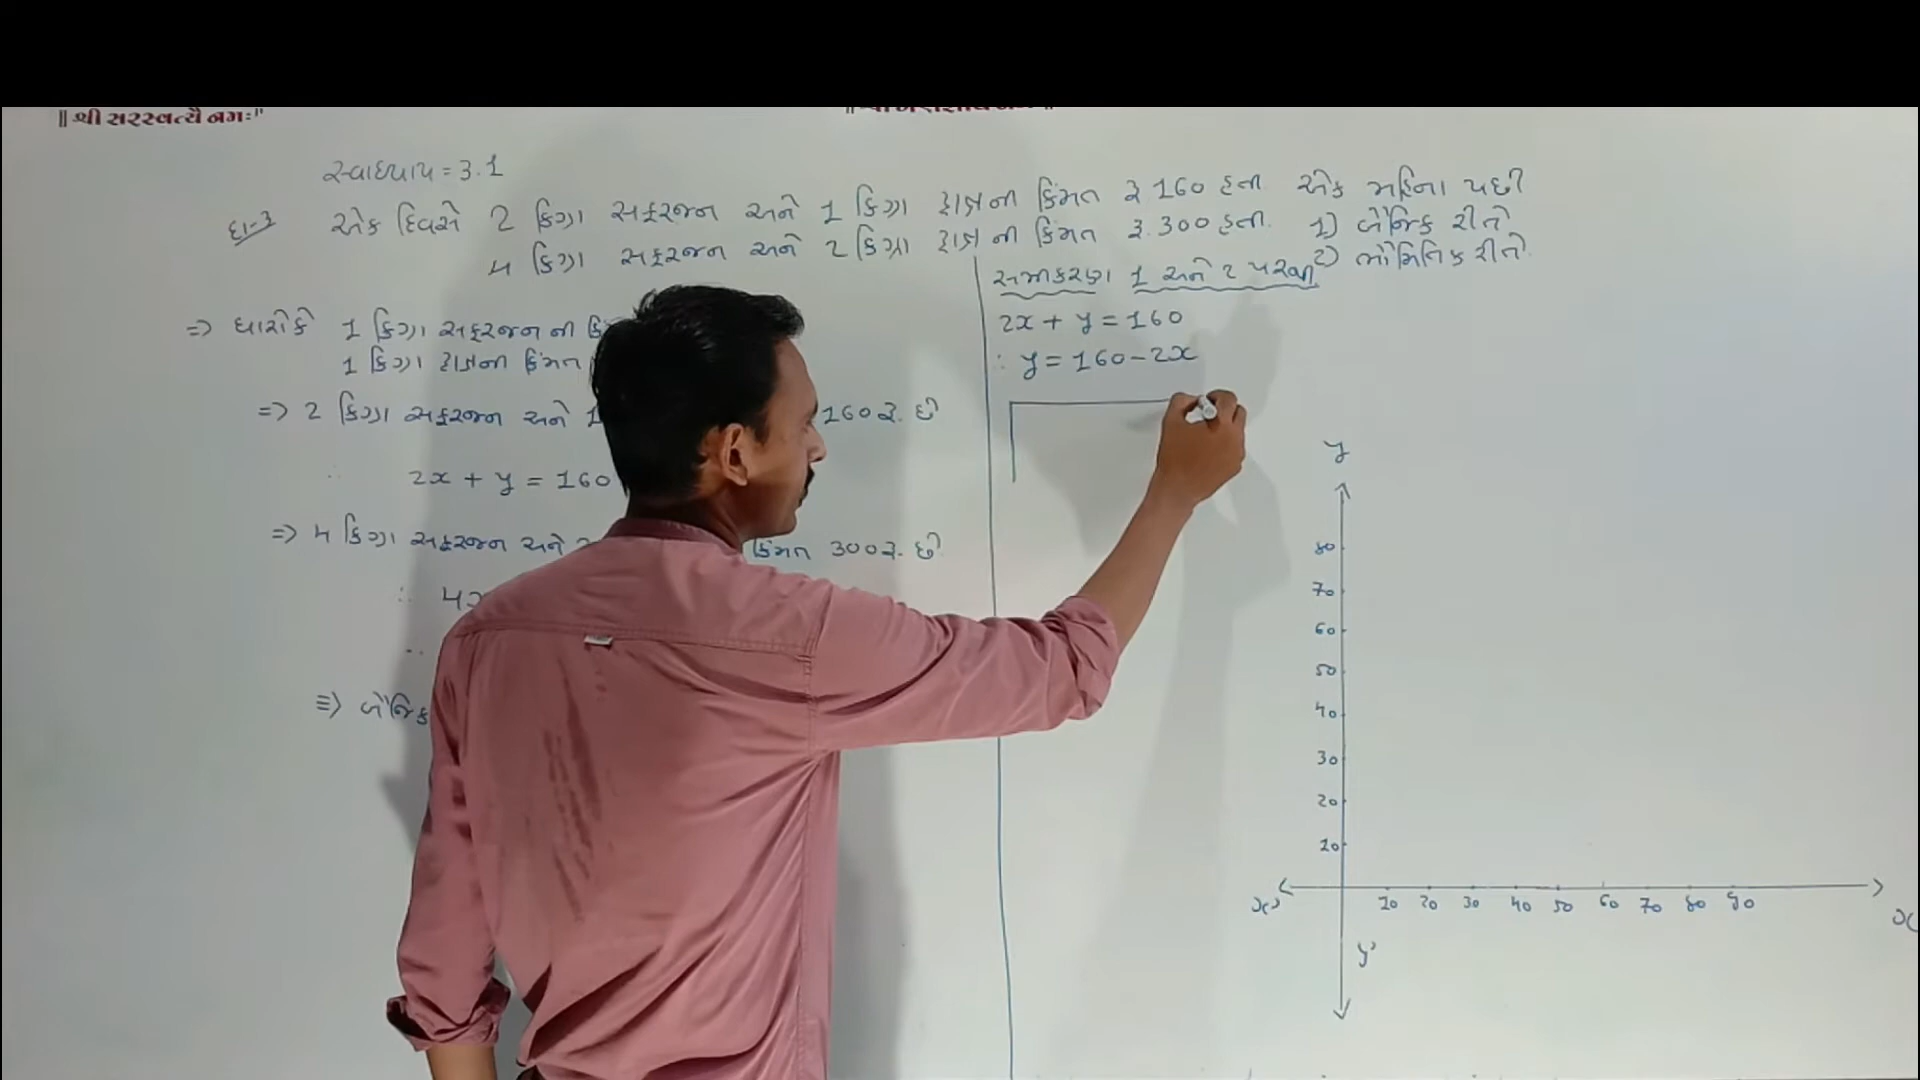 || શ્રી સરસ્વત્યૈ નમઃ ||
સ્વાધ્યાય = 3.1
દા-3 એક દિવસે 2 કિગ્રા સફરજન અને 1 કિગ્રા દ્રાક્ષની કિંમત રૂ 160 હતી એક મહિના પછી
4 કિગ્રા સફરજન અને 2 કિગ્રા દ્રાક્ષ ની કિંમત રૂ. 300 હતી. 1) બૈજિક રીતે
2) ભૌમિતિક રીતે.
⇒ ધારોકે 1 કિગ્રા સફરજન ની
1 કિગ્રા દ્રાક્ષની કિંમત
⇒ 2 કિગ્રા સફરજન અને 1 160 રૂ. છે
∴ 2x + y = 160
⇒ 4 કિગ્રા સફરજન અને કિંમત 300 રૂ. છે
∴ 4x
⇒ બૈજિક
સમીકરણ 1 અને 2 પરથી
2x + y = 160
∴ y = 160 - 2x
y
80
70
60
50
40
30
20
10
x' 10 20 30 40 50 60 70 80 90 x
y'